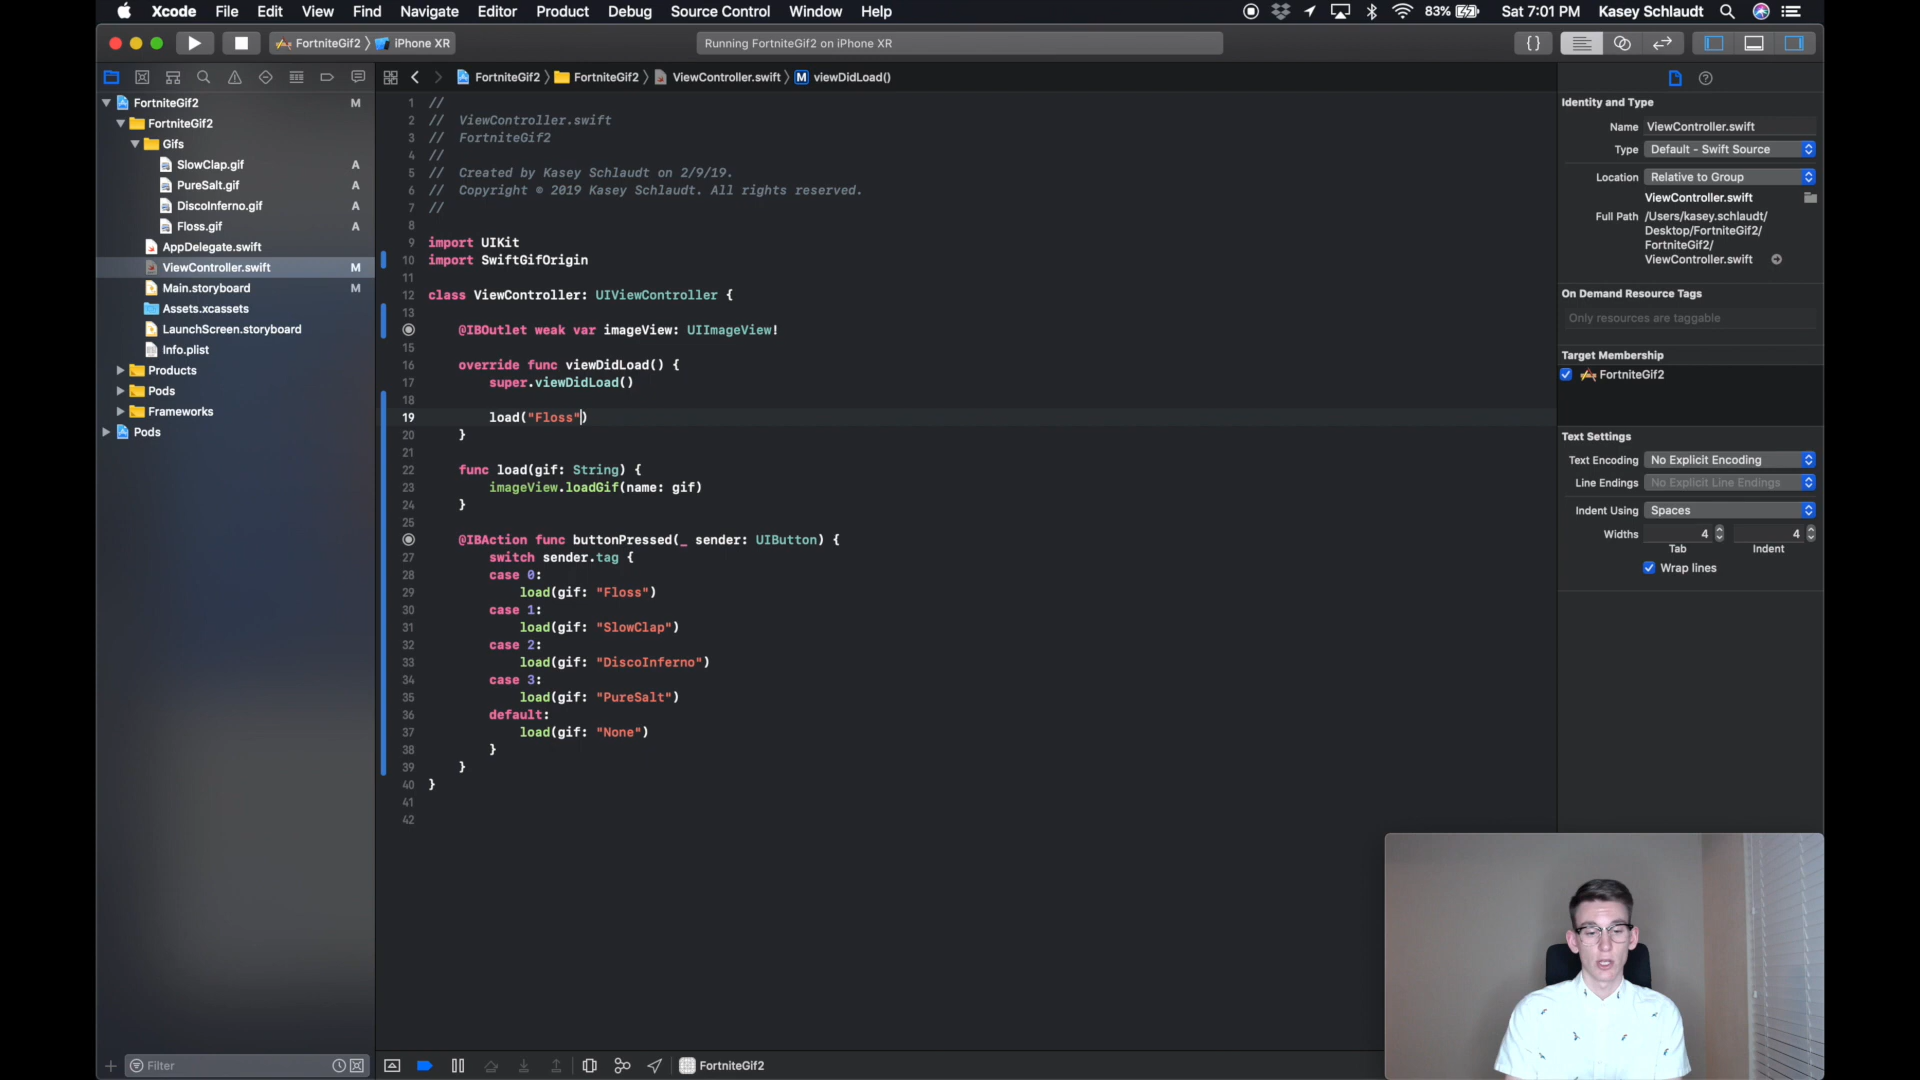 Xcode File Edit View Find Navigate Editor Product Debug Source Control Window Help 83% Sat 7:01 PM Kasey Schlaudt
FortniteGif2 iPhone XR Running FortniteGif2 on iPhone XR {}
FortniteGif2 FortniteGif2 ViewController.swift M viewDidLoad()
FortniteGif2 M
FortniteGif2
Gifs
SlowClap.gif A
PureSalt.gif A
DiscoInferno.gif A
Floss.gif A
AppDelegate.swift
ViewController.swift M
Main.storyboard M
Assets.xcassets
LaunchScreen.storyboard
Info.plist
Products
Pods
Frameworks
Pods
Filter
1 //
2 // ViewController.swift
3 // FortniteGif2
4 //
5 // Created by Kasey Schlaudt on 2/9/19.
6 // Copyright © 2019 Kasey Schlaudt. All rights reserved.
7 //
8
9 import UIKit
10 import SwiftGifOrigin
11
12 class ViewController: UIViewController {
13
@IBOutlet weak var imageView: UIImageView!
15
16 override func viewDidLoad() {
17 super.viewDidLoad()
18
19 load("Floss")
20 }
21
22 func load(gif: String) {
23 imageView.loadGif(name: gif)
24 }
25
@IBAction func buttonPressed(_ sender: UIButton) {
27 switch sender.tag {
28 case 0:
29 load(gif: "Floss")
30 case 1:
31 load(gif: "SlowClap")
32 case 2:
33 load(gif: "DiscoInferno")
34 case 3:
35 load(gif: "PureSalt")
36 default:
37 load(gif: "None")
38 }
39 }
40 }
41
42
FortniteGif2
Identity and Type
Name ViewController.swift
Type Default - Swift Source
Location Relative to Group
ViewController.swift
Full Path /Users/kasey.schlaudt/
Desktop/FortniteGif2/
FortniteGif2/
ViewController.swift
On Demand Resource Tags
Only resources are taggable
Target Membership
FortniteGif2
Text Settings
Text Encoding No Explicit Encoding
Line Endings No Explicit Line Endings
Indent Using Spaces
Widths 4 4
Tab Indent
Wrap lines